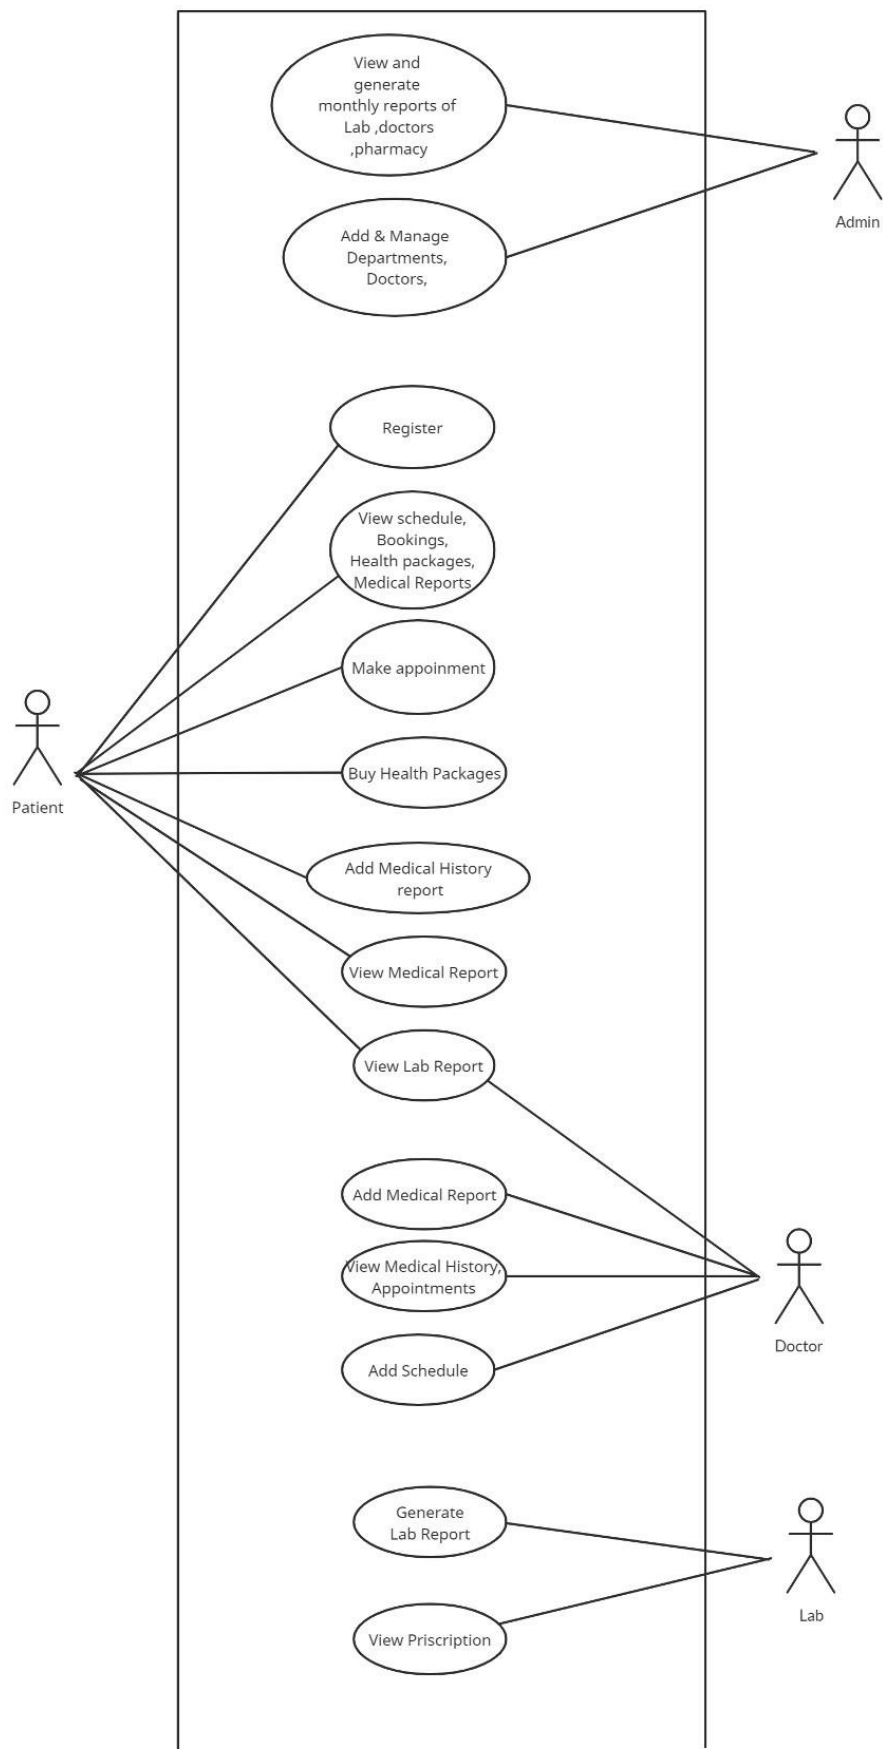 View and
generate
monthly reports of
Lab ,doctors
,pharmacy
Admin
Add & Manage
Departments,
Doctors,
Register
View schedule,
Bookings,
Health packages,
Medical Reports
Make appoinment
Patient
Buy Health Packages
Add Medical History
report
View Medical Report
View Lab Report
Add Medical Report
View Medical History,
Appointments
Doctor
Add Schedule
Generate
Lab Report
Lab
View Priscription